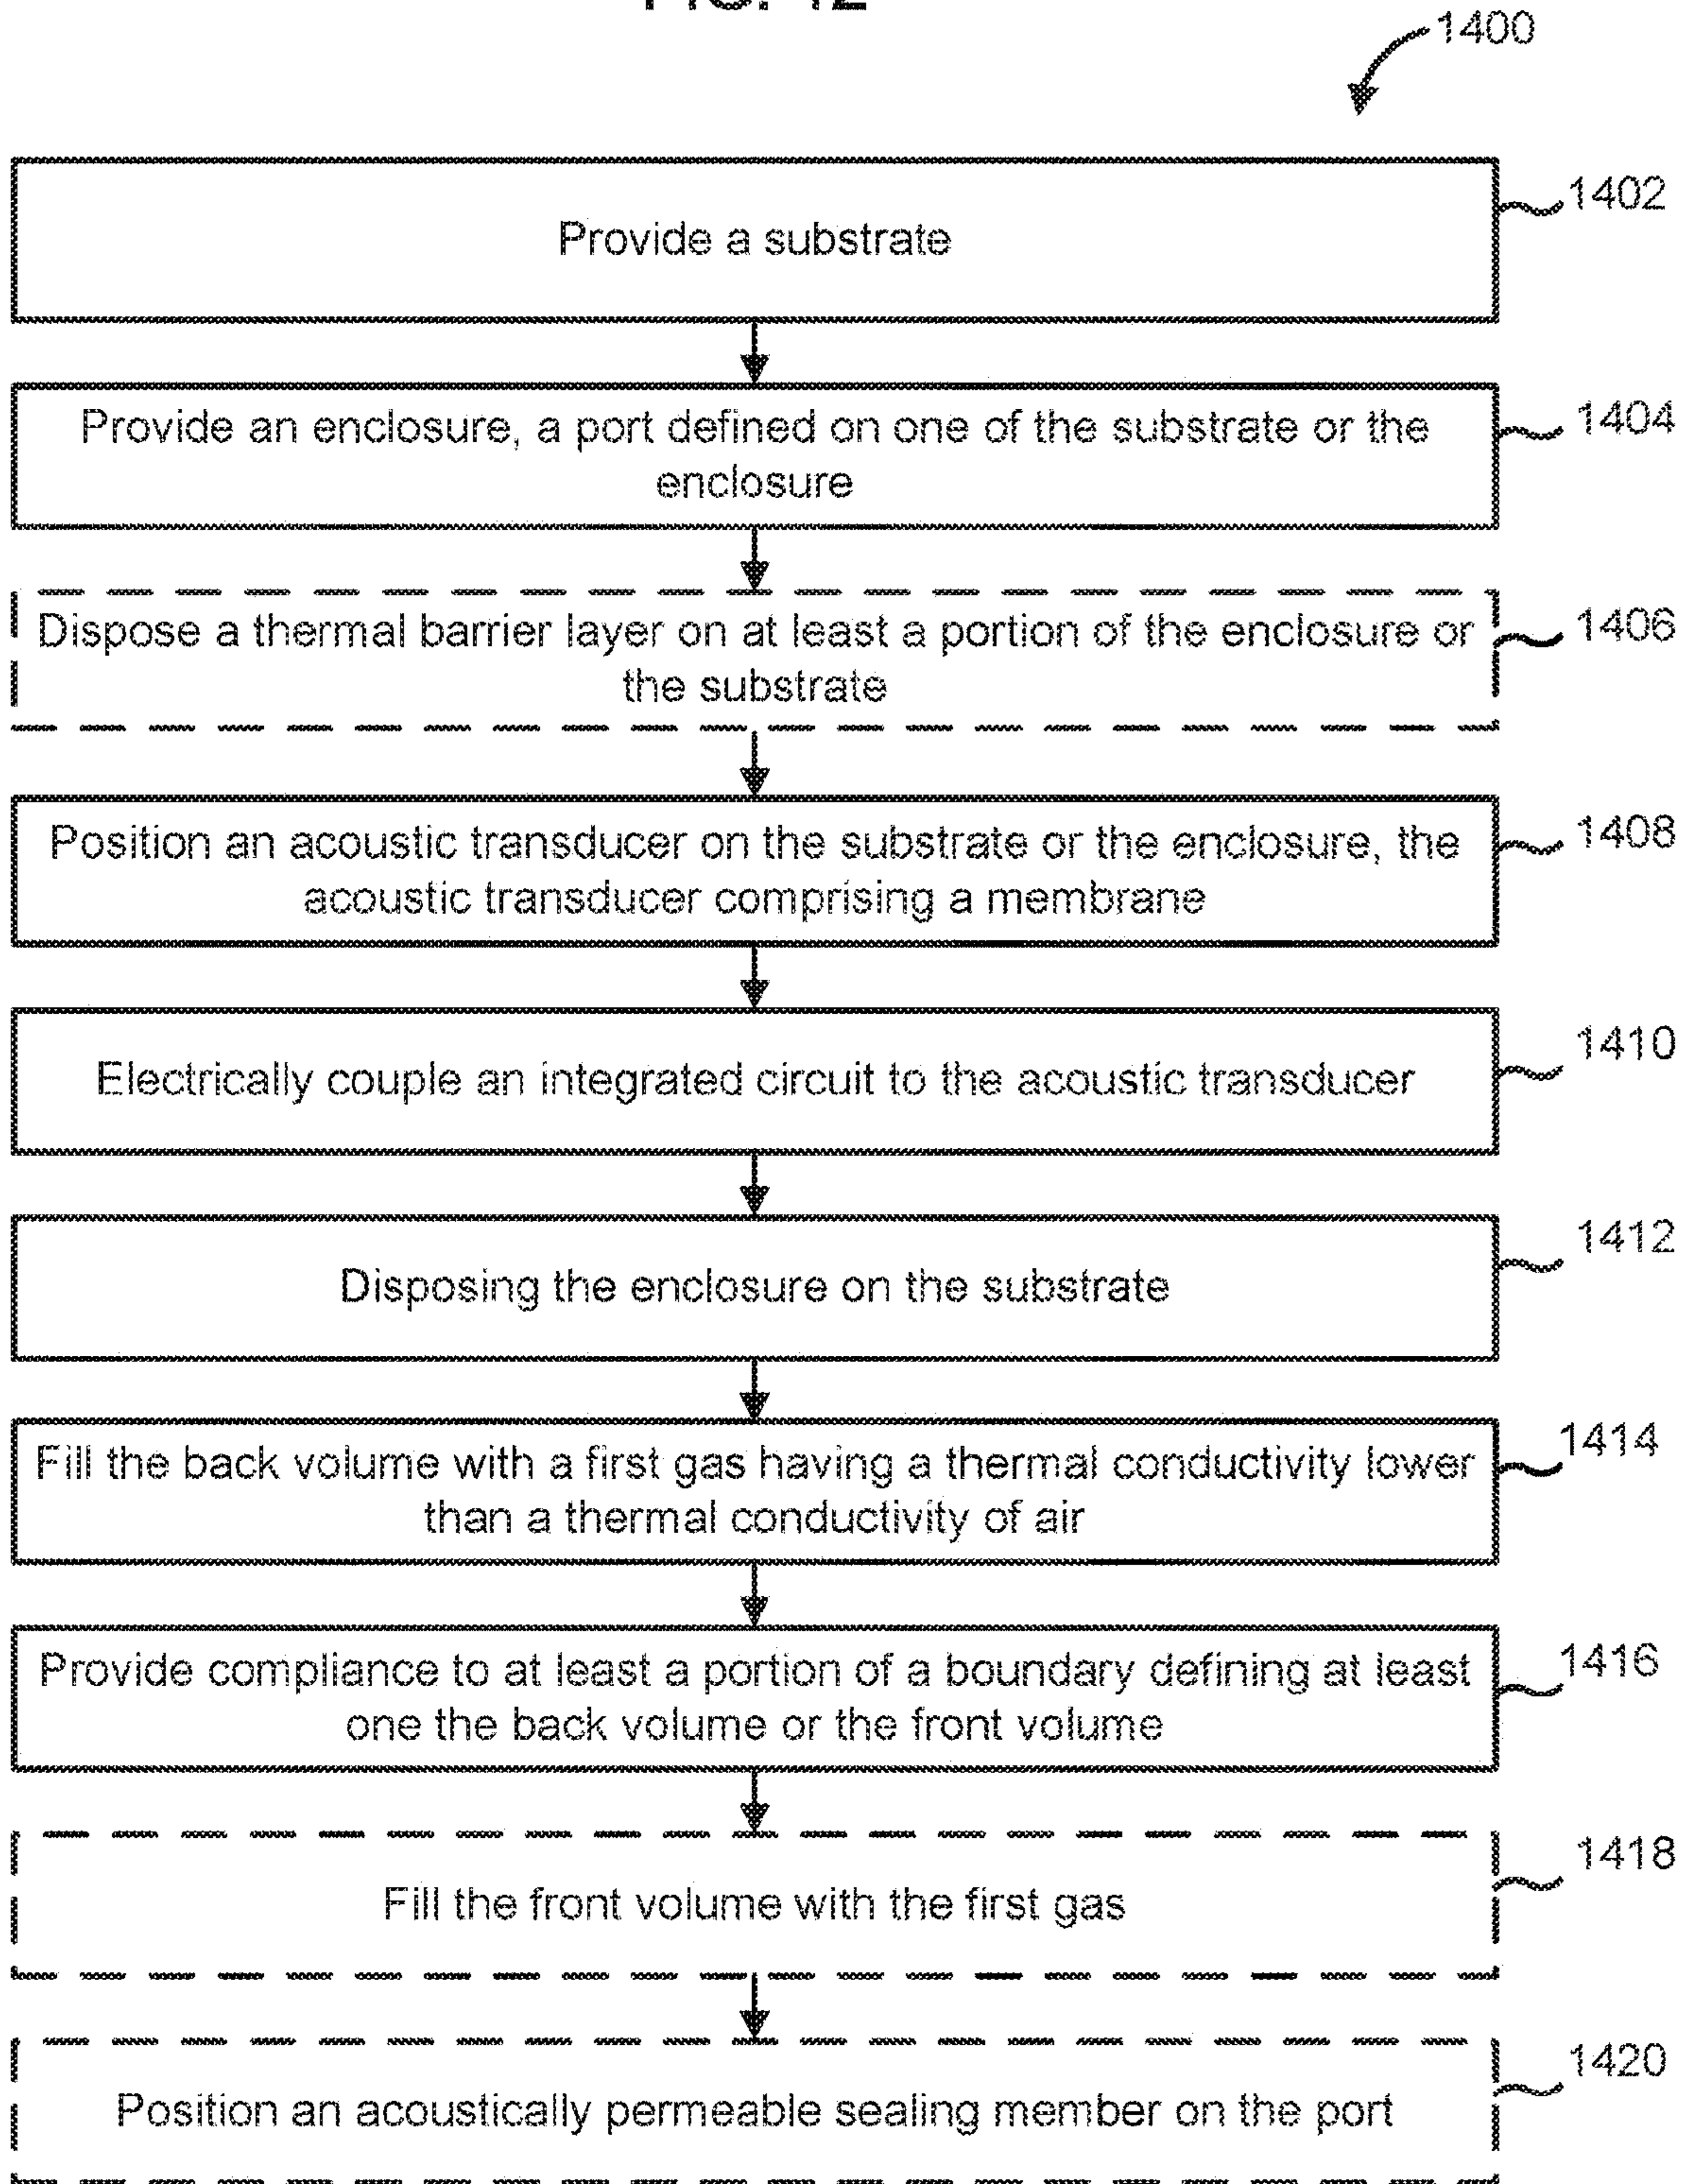 1400
Provide a substrate
1402
Provide an enclosure, a port defined on one of the substrate or the
enclosure
1404
Dispose a thermal barrier layer on at least a portion of the enclosure or
the substrate
1406
Position an acoustic transducer on the substrate or the enclosure, the
acoustic transducer comprising a membrane
1408
Electrically couple an integrated circuit to the acoustic transducer
1410
Disposing the enclosure on the substrate
1412
Fill the back volume with a first gas having a thermal conductivity lower
than a thermal conductivity of air
1414
Provide compliance to at least a portion of a boundary defining at least
one the back volume or the front volume
1416
Fill the front volume with the first gas
1418
Position an acoustically permeable sealing member on the port
1420